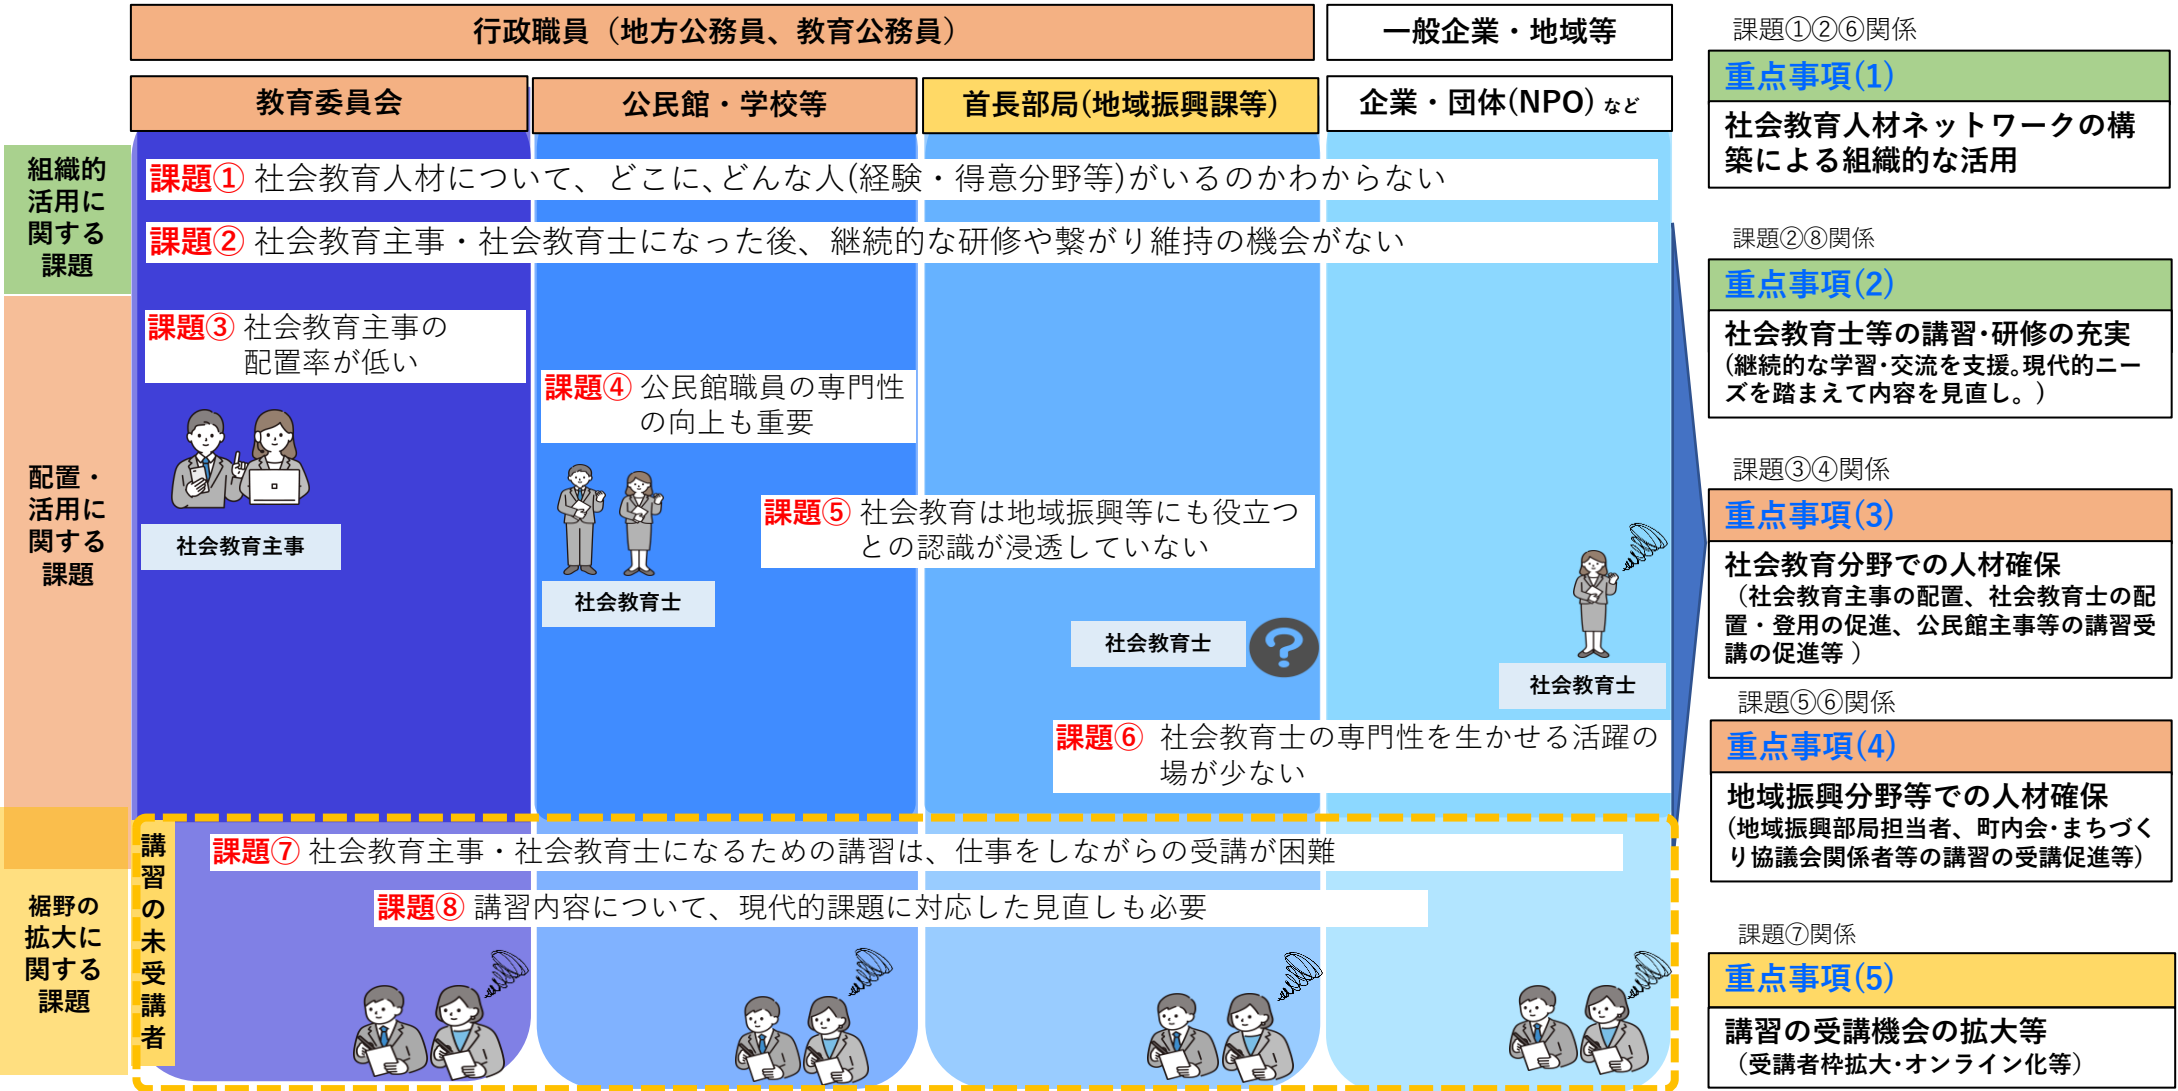 行政職員（地方公務員、教育公務員）
一般企業・地域等
教育委員会
公民館・学校等
首長部局(地域振興課等)
企業・団体(NPO) など
組織的
活用に
関する
課題
課題① 社会教育人材について、どこに､どんな人(経験・得意分野等)がいるのかわからない
課題② 社会教育主事・社会教育士になった後、継続的な研修や繋がり維持の機会がない
配置・
活用に
関する
課題
課題③ 社会教育主事の
配置率が低い
社会教育主事
課題④ 公民館職員の専門性
の向上も重要
社会教育士
課題⑤ 社会教育は地域振興等にも役立つ
との認識が浸透していない
社会教育士
?
社会教育士
課題⑥ 社会教育士の専門性を生かせる活躍の
場が少ない
裾野の
拡大に
関する
課題
講習の未受講者
課題⑦ 社会教育主事・社会教育士になるための講習は、仕事をしながらの受講が困難
課題⑧ 講習内容について、現代的課題に対応した見直しも必要
課題①②⑥関係
重点事項(1)
社会教育人材ネットワークの構
築による組織的な活用
課題②⑧関係
重点事項(2)
社会教育士等の講習･研修の充実
(継続的な学習･交流を支援｡現代的ニー
ズを踏まえて内容を見直し。)
課題③④関係
重点事項(3)
社会教育分野での人材確保
（社会教育主事の配置、社会教育士の配
置・登用の促進、公民館主事等の講習受
講の促進等 ）
課題⑤⑥関係
重点事項(4)
地域振興分野等での人材確保
(地域振興部局担当者、町内会･まちづく
り協議会関係者等の講習の受講促進等)
課題⑦関係
重点事項(5)
講習の受講機会の拡大等
（受講者枠拡大･オンライン化等）